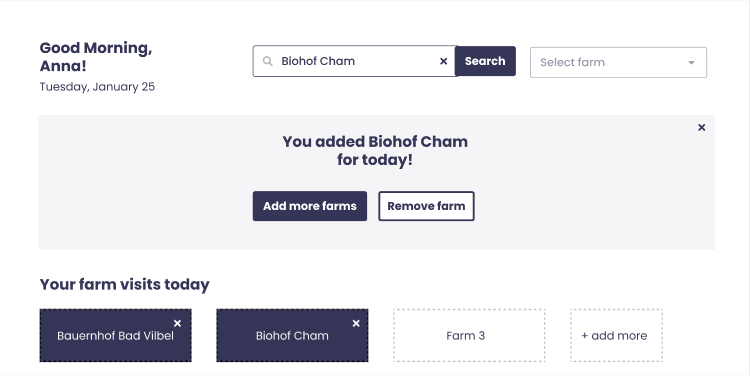 Good Morning,
Anna!
Tuesday, January 25
Biohof Cham
Search
Select farm
You added Biohof Cham
for today!
Add more farms
Remove farm
Your farm visits today
Bauernhof Bad Vilbel
Biohof Cham
Farm 3
+ add more